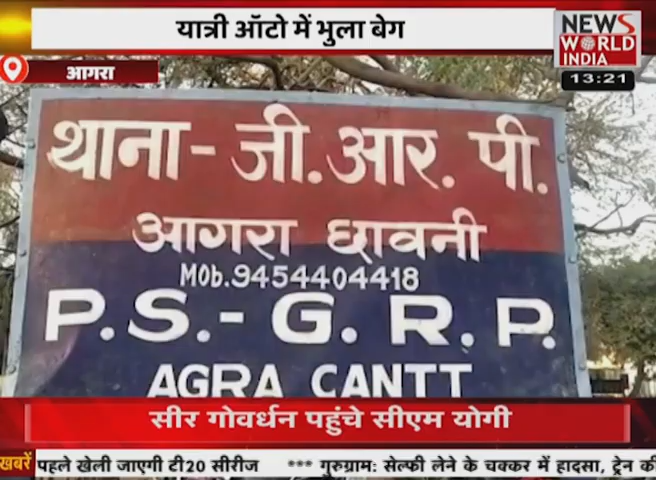 यात्री ऑटो में भुला बेग
NEWS
WORLD
INDIA
13:21
आगरा
थाना - जी.आर. पी.
आगरा छावनी
MOb.9454404418
P.S.- G. R. P.
AGRA CANTT
सीर गोवर्धन पहुंचे सीएम योगी
खबरें पहले खेली जाएगी टी20 सीरीज *** गुरुग्राम: सेल्फी लेने के चक्कर में हादसा, ट्रेन की